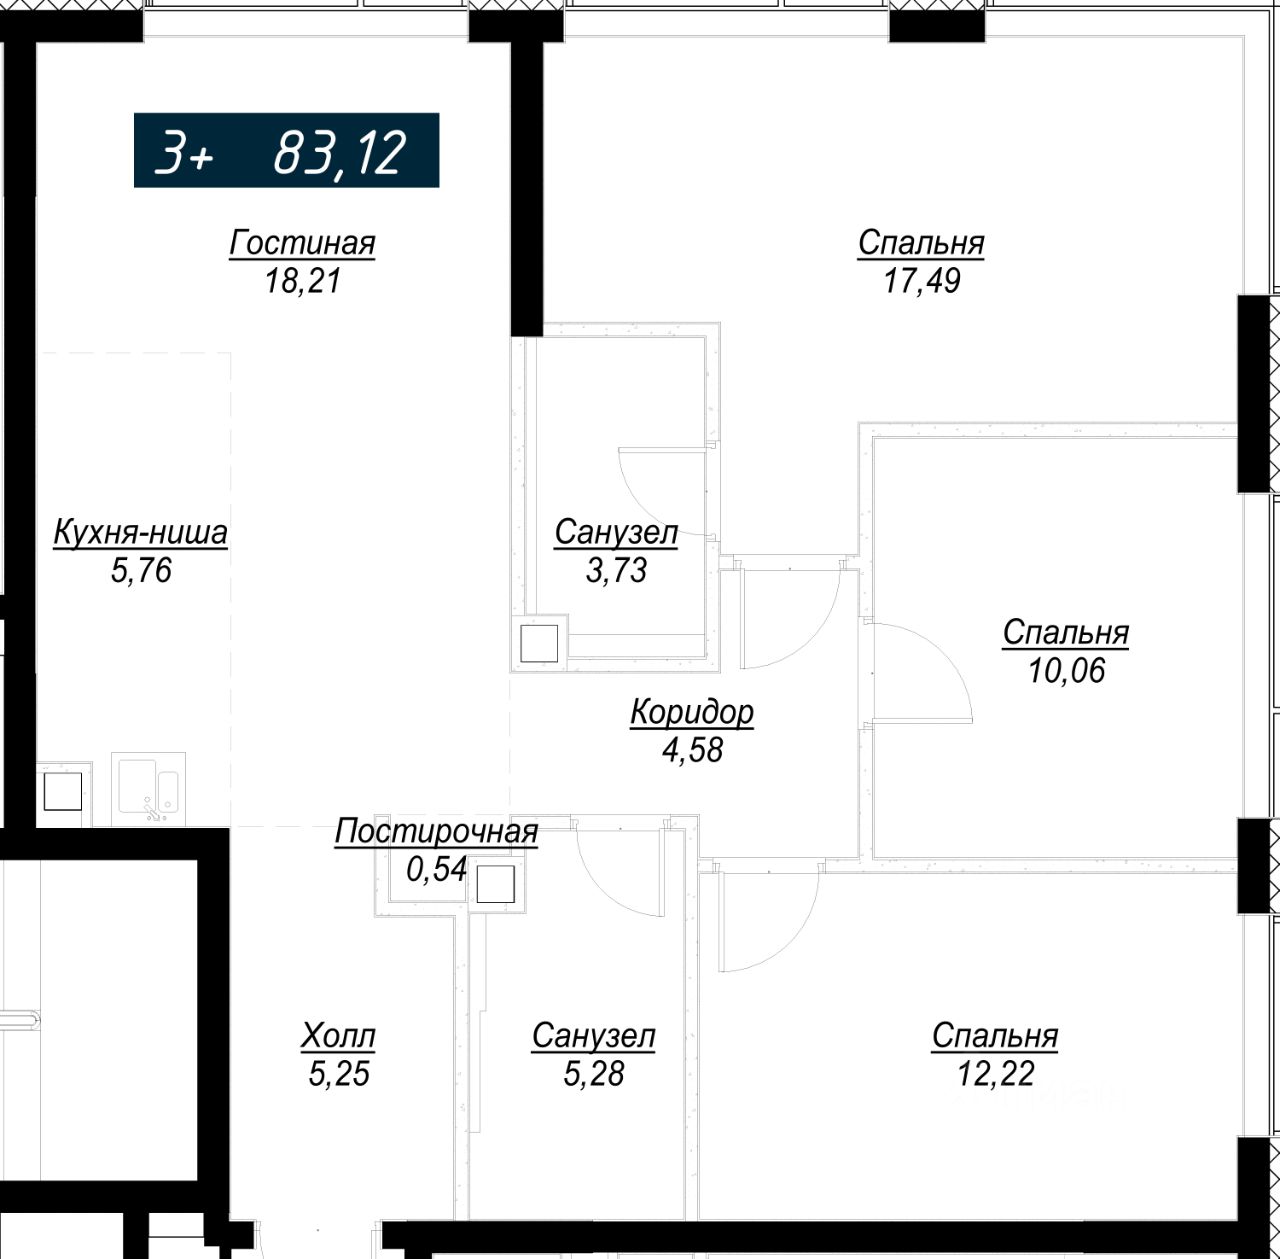 3+ 83,12
Гостиная
18,21
Спальня
17,49
Кухня-ниша
5,76
Санузел
3,73
Спальня
10,06
Коридор
4,58
Постирочная
0,54
Холл
5,25
Санузел
5,28
Спальня
12,22